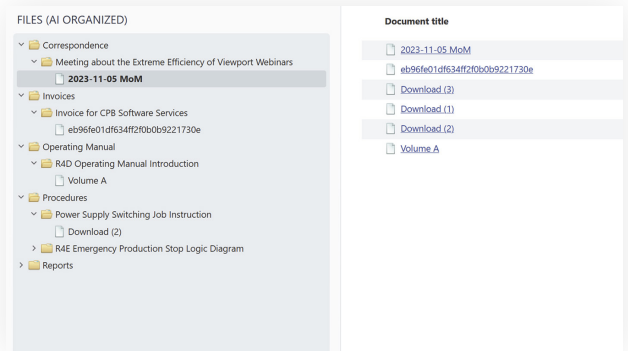 FILES (AI ORGANIZED)
Correspondence
Meeting about the Extreme Efficiency of Viewport Webinars
2023-11-05 MoM
Invoices
Invoice for CPB Software Services
eb96fe01df634ff2f0b0b9221730e
Operating Manual
R4D Operating Manual Introduction
Volume A
Procedures
Power Supply Switching Job Instruction
Download (2)
R4E Emergency Production Stop Logic Diagram
Reports
Document title
2023-11-05 MoM
eb96fe01df634ff2f0b0b9221730e
Download (3)
Download (1)
Download (2)
Volume A